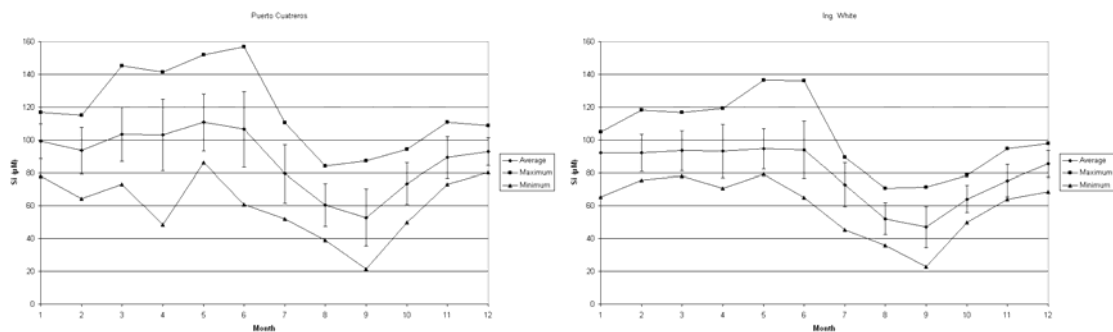 Puerto Cuatreros
160
140
120
100
80
60
40
20
0
Si (µM)
1 2 3 4 5 6 7 8 9 10 11 12
Month
Average
Maximum
Minimum
Ing. White
160
140
120
100
80
60
40
20
0
Si (µM)
1 2 3 4 5 6 7 8 9 10 11 12
Month
Average
Maximum
Minimum